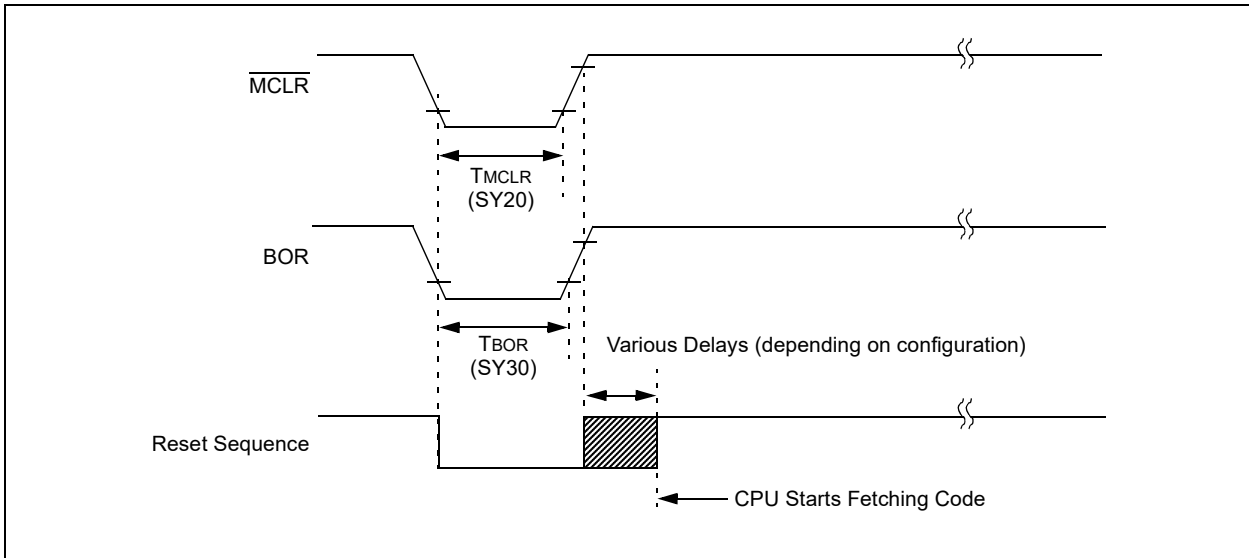 MCLR
TMCLR
(SY20)
BOR
TBOR
(SY30)
Various Delays (depending on configuration)
Reset Sequence
CPU Starts Fetching Code